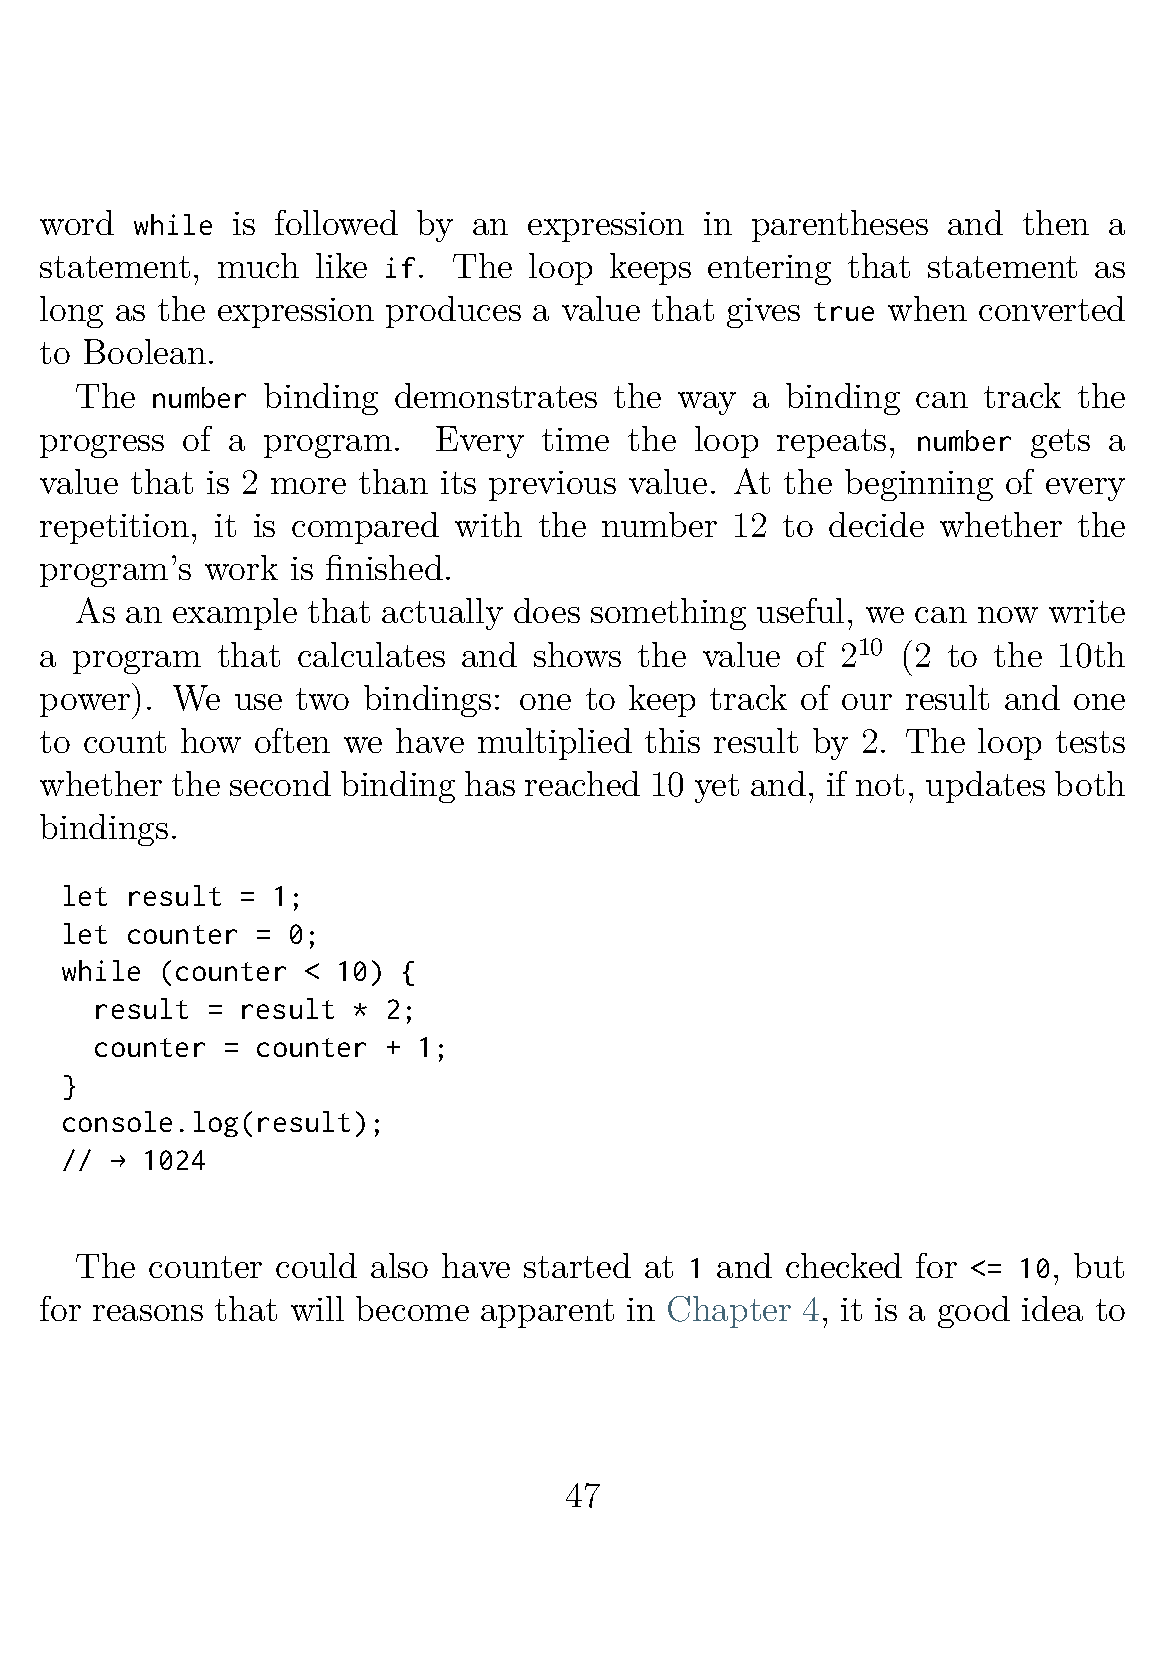 word while is followed by an expression in parentheses and then a
statement, much like if. The loop keeps entering that statement as
long as the expression produces a value that gives true when converted
to Boolean.
The number binding demonstrates the way a binding can track the
progress of a program. Every time the loop repeats, number gets a
value that is 2 more than its previous value. At the beginning of every
repetition, it is compared with the number 12 to decide whether the
program’s work is finished.
As an example that actually does something useful, we can now write
a program that calculates and shows the value of 2¹⁰ (2 to the 10th
power). We use two bindings: one to keep track of our result and one
to count how often we have multiplied this result by 2. The loop tests
whether the second binding has reached 10 yet and, if not, updates both
bindings.
let result = 1;
let counter = 0;
while (counter < 10) {
  result = result * 2;
  counter = counter + 1;
}
console.log(result);
// → 1024
The counter could also have started at 1 and checked for <= 10, but
for reasons that will become apparent in Chapter 4, it is a good idea to
47